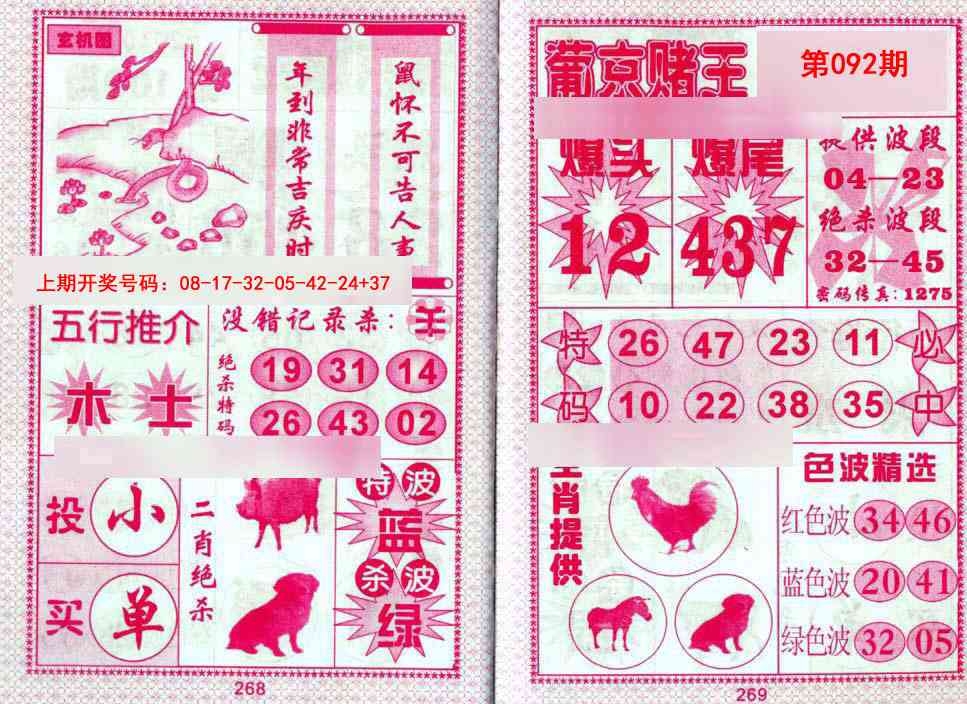 玄机图
鼠怀不可告人事
年到非常吉庆时
上期开奖号码：08-17-32-05-42-24+37
五行推介
木 土
没错记录杀：羊
绝杀特码
19 31 14
26 43 02
投 小
买 单
二肖绝杀
特波
蓝
杀波
绿
268
葡京赌王
第092期
爆头
12
爆尾
437
提供波段
04—23
绝杀波段
32—45
密码传真：1275
特码
26 47 23 11
10 22 38 35
必中
生肖提供
色波精选
红色波 34 46
蓝色波 20 41
绿色波 32 05
269